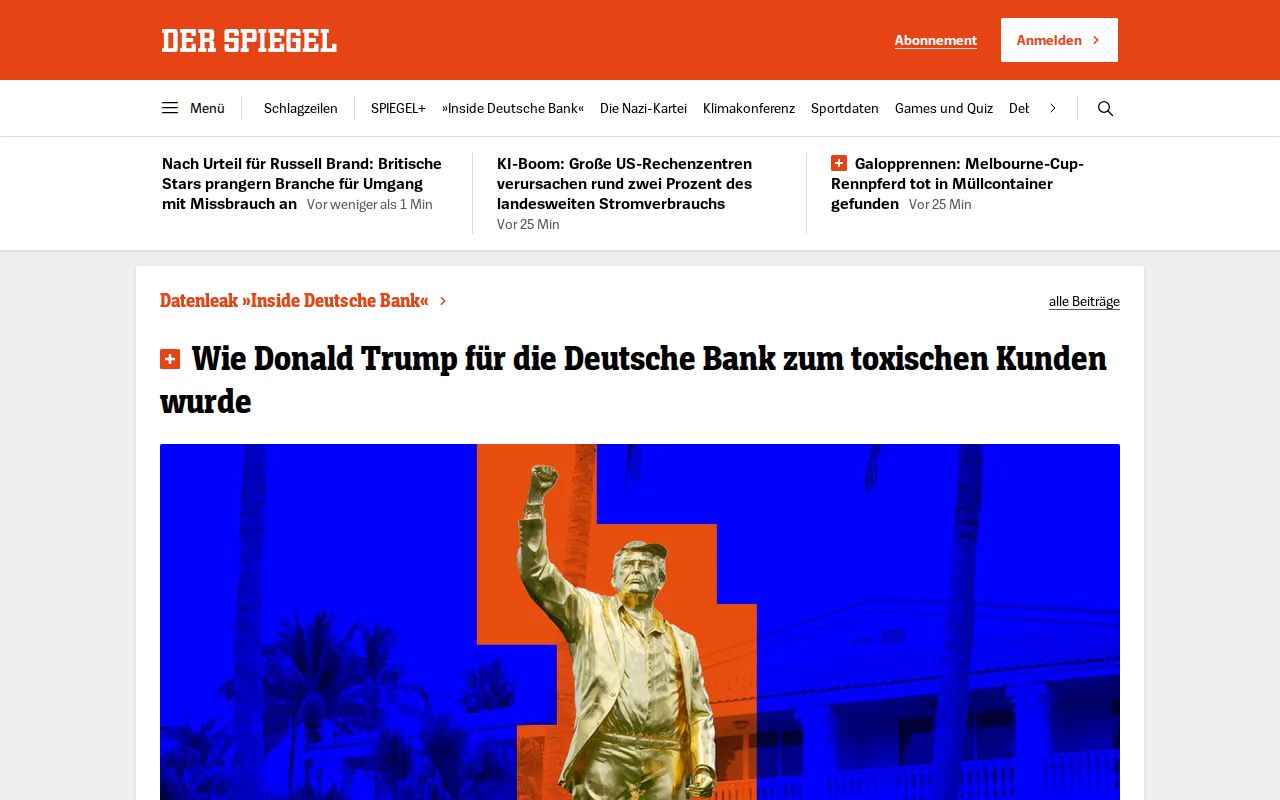 DER SPIEGEL
Abonnement
Anmelden
Menü
Schlagzeilen
SPIEGEL+
»Inside Deutsche Bank«
Die Nazi-Kartei
Klimakonferenz
Sportdaten
Games und Quiz
Nach Urteil für Russell Brand: Britische
Stars prangern Branche für Umgang
mit Missbrauch an Vor weniger als 1 Min
KI-Boom: Große US-Rechenzentren
verursachen rund zwei Prozent des
landesweiten Stromverbrauchs
Vor 25 Min
Galopprennen: Melbourne-Cup-
Rennpferd tot in Müllcontainer
gefunden Vor 25 Min
Datenleak »Inside Deutsche Bank«
alle Beiträge
Wie Donald Trump für die Deutsche Bank zum toxischen Kunden
wurde